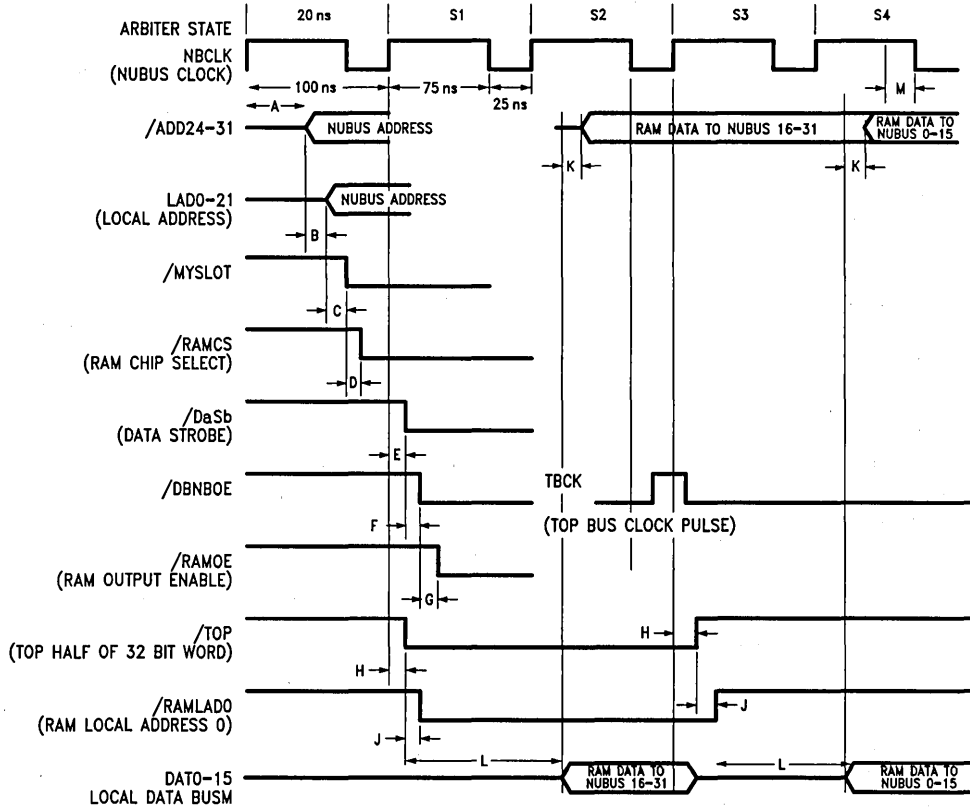 20 ns S1 S2 S3 S4
ARBITER STATE
NBCLK
(NUBUS CLOCK)
100 ns 75 ns M
A 25 ns
/ADD24-31 NUBUS ADDRESS RAM DATA TO NUBUS 16-31 RAM DATA TO
NUBUS 0-15
K K
LAD0-21 NUBUS ADDRESS
(LOCAL ADDRESS)
B
/MYSLOT
C
/RAMCS
(RAM CHIP SELECT)
D
/DaSb
(DATA STROBE)
E
/DBNBOE TBCK
F (TOP BUS CLOCK PULSE)
/RAMOE
(RAM OUTPUT ENABLE)
G
/TOP H
(TOP HALF OF 32 BIT WORD)
H
/RAMLAD0 J
(RAM LOCAL ADDRESS 0)
J
L L
DAT0-15 RAM DATA TO RAM DATA TO
NUBUS 16-31 NUBUS 0-15
LOCAL DATA BUSM